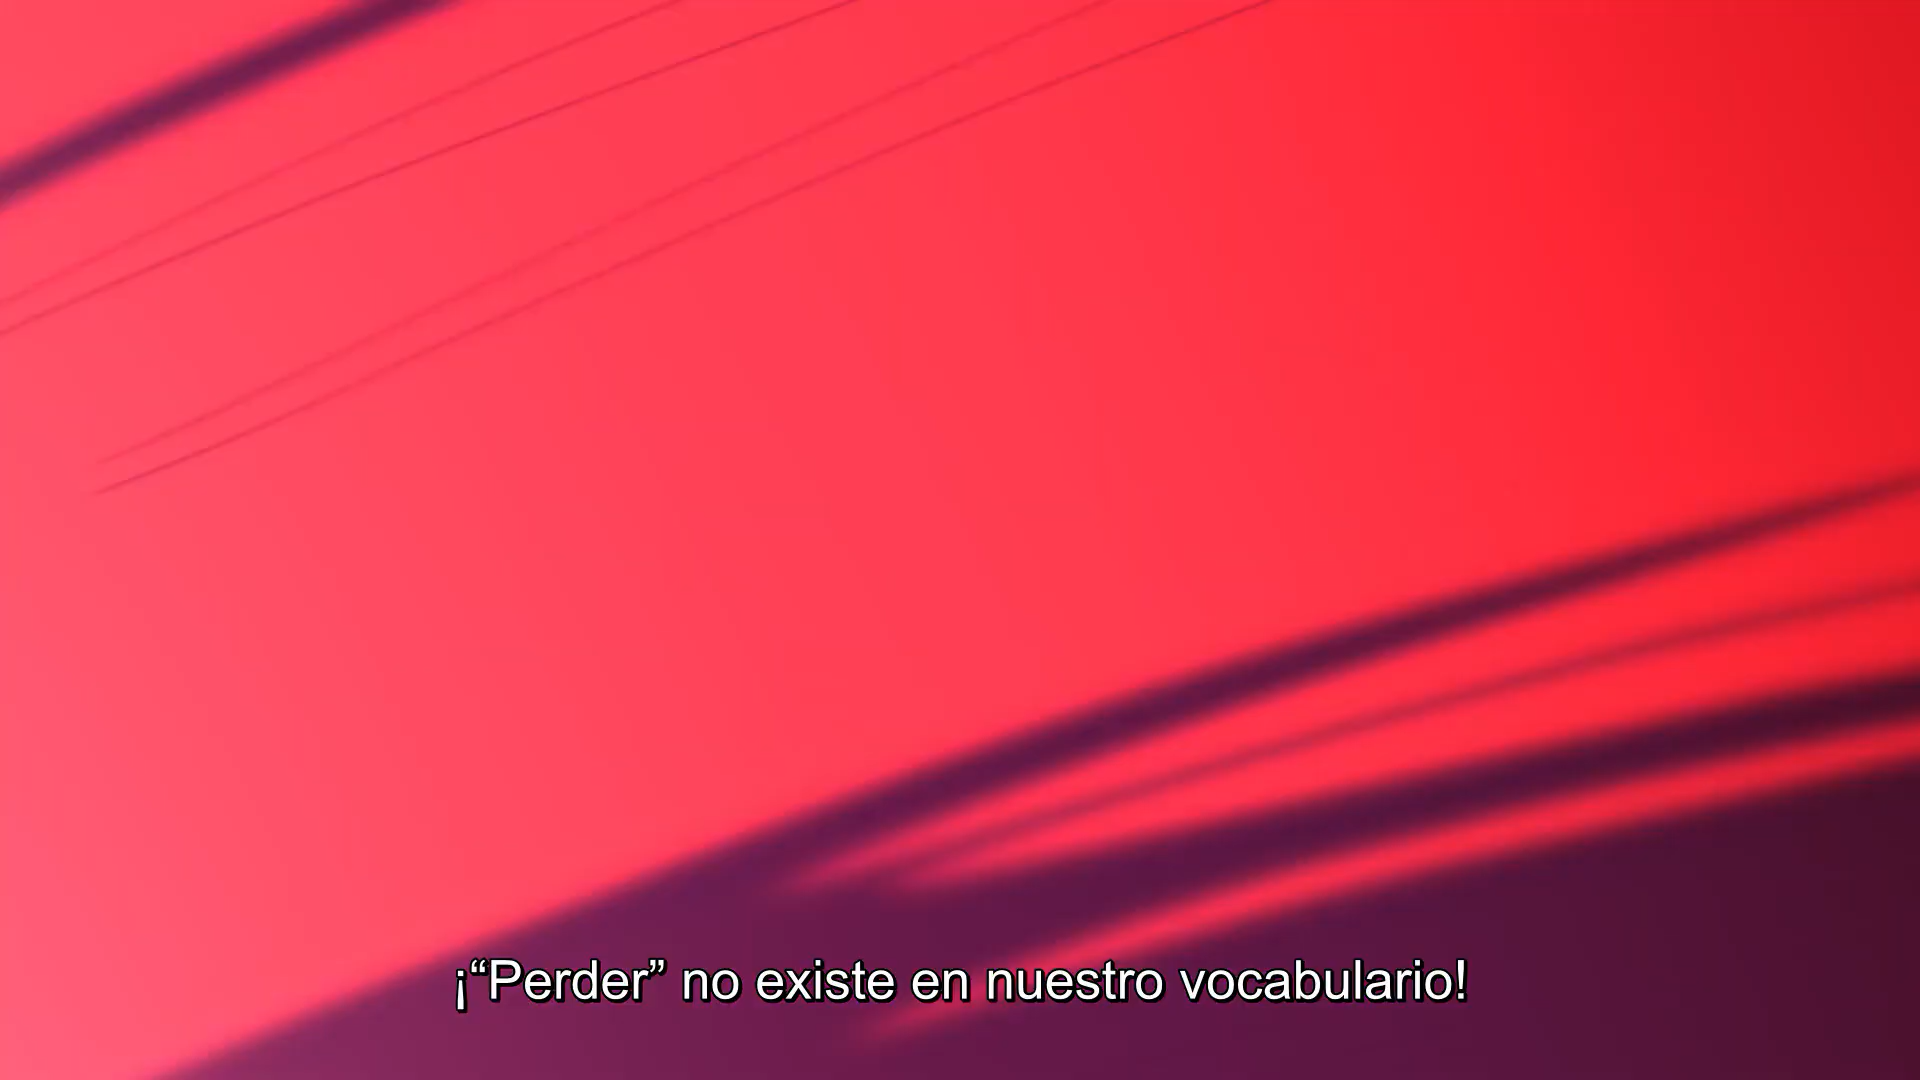 ¡“Perder” no existe en nuestro vocabulario!